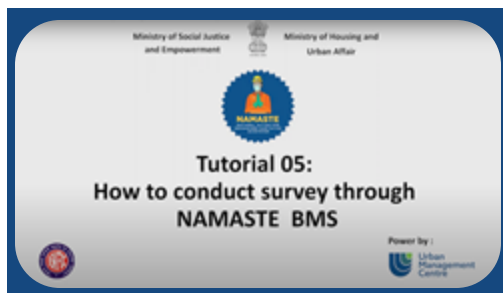 Ministry of Social Justice
and Empowerment
Ministry of Housing and
Urban Affair
NAMASTE
Tutorial 05:
How to conduct survey through
NAMASTE BMS
Power by :
Urban
Management
Centre